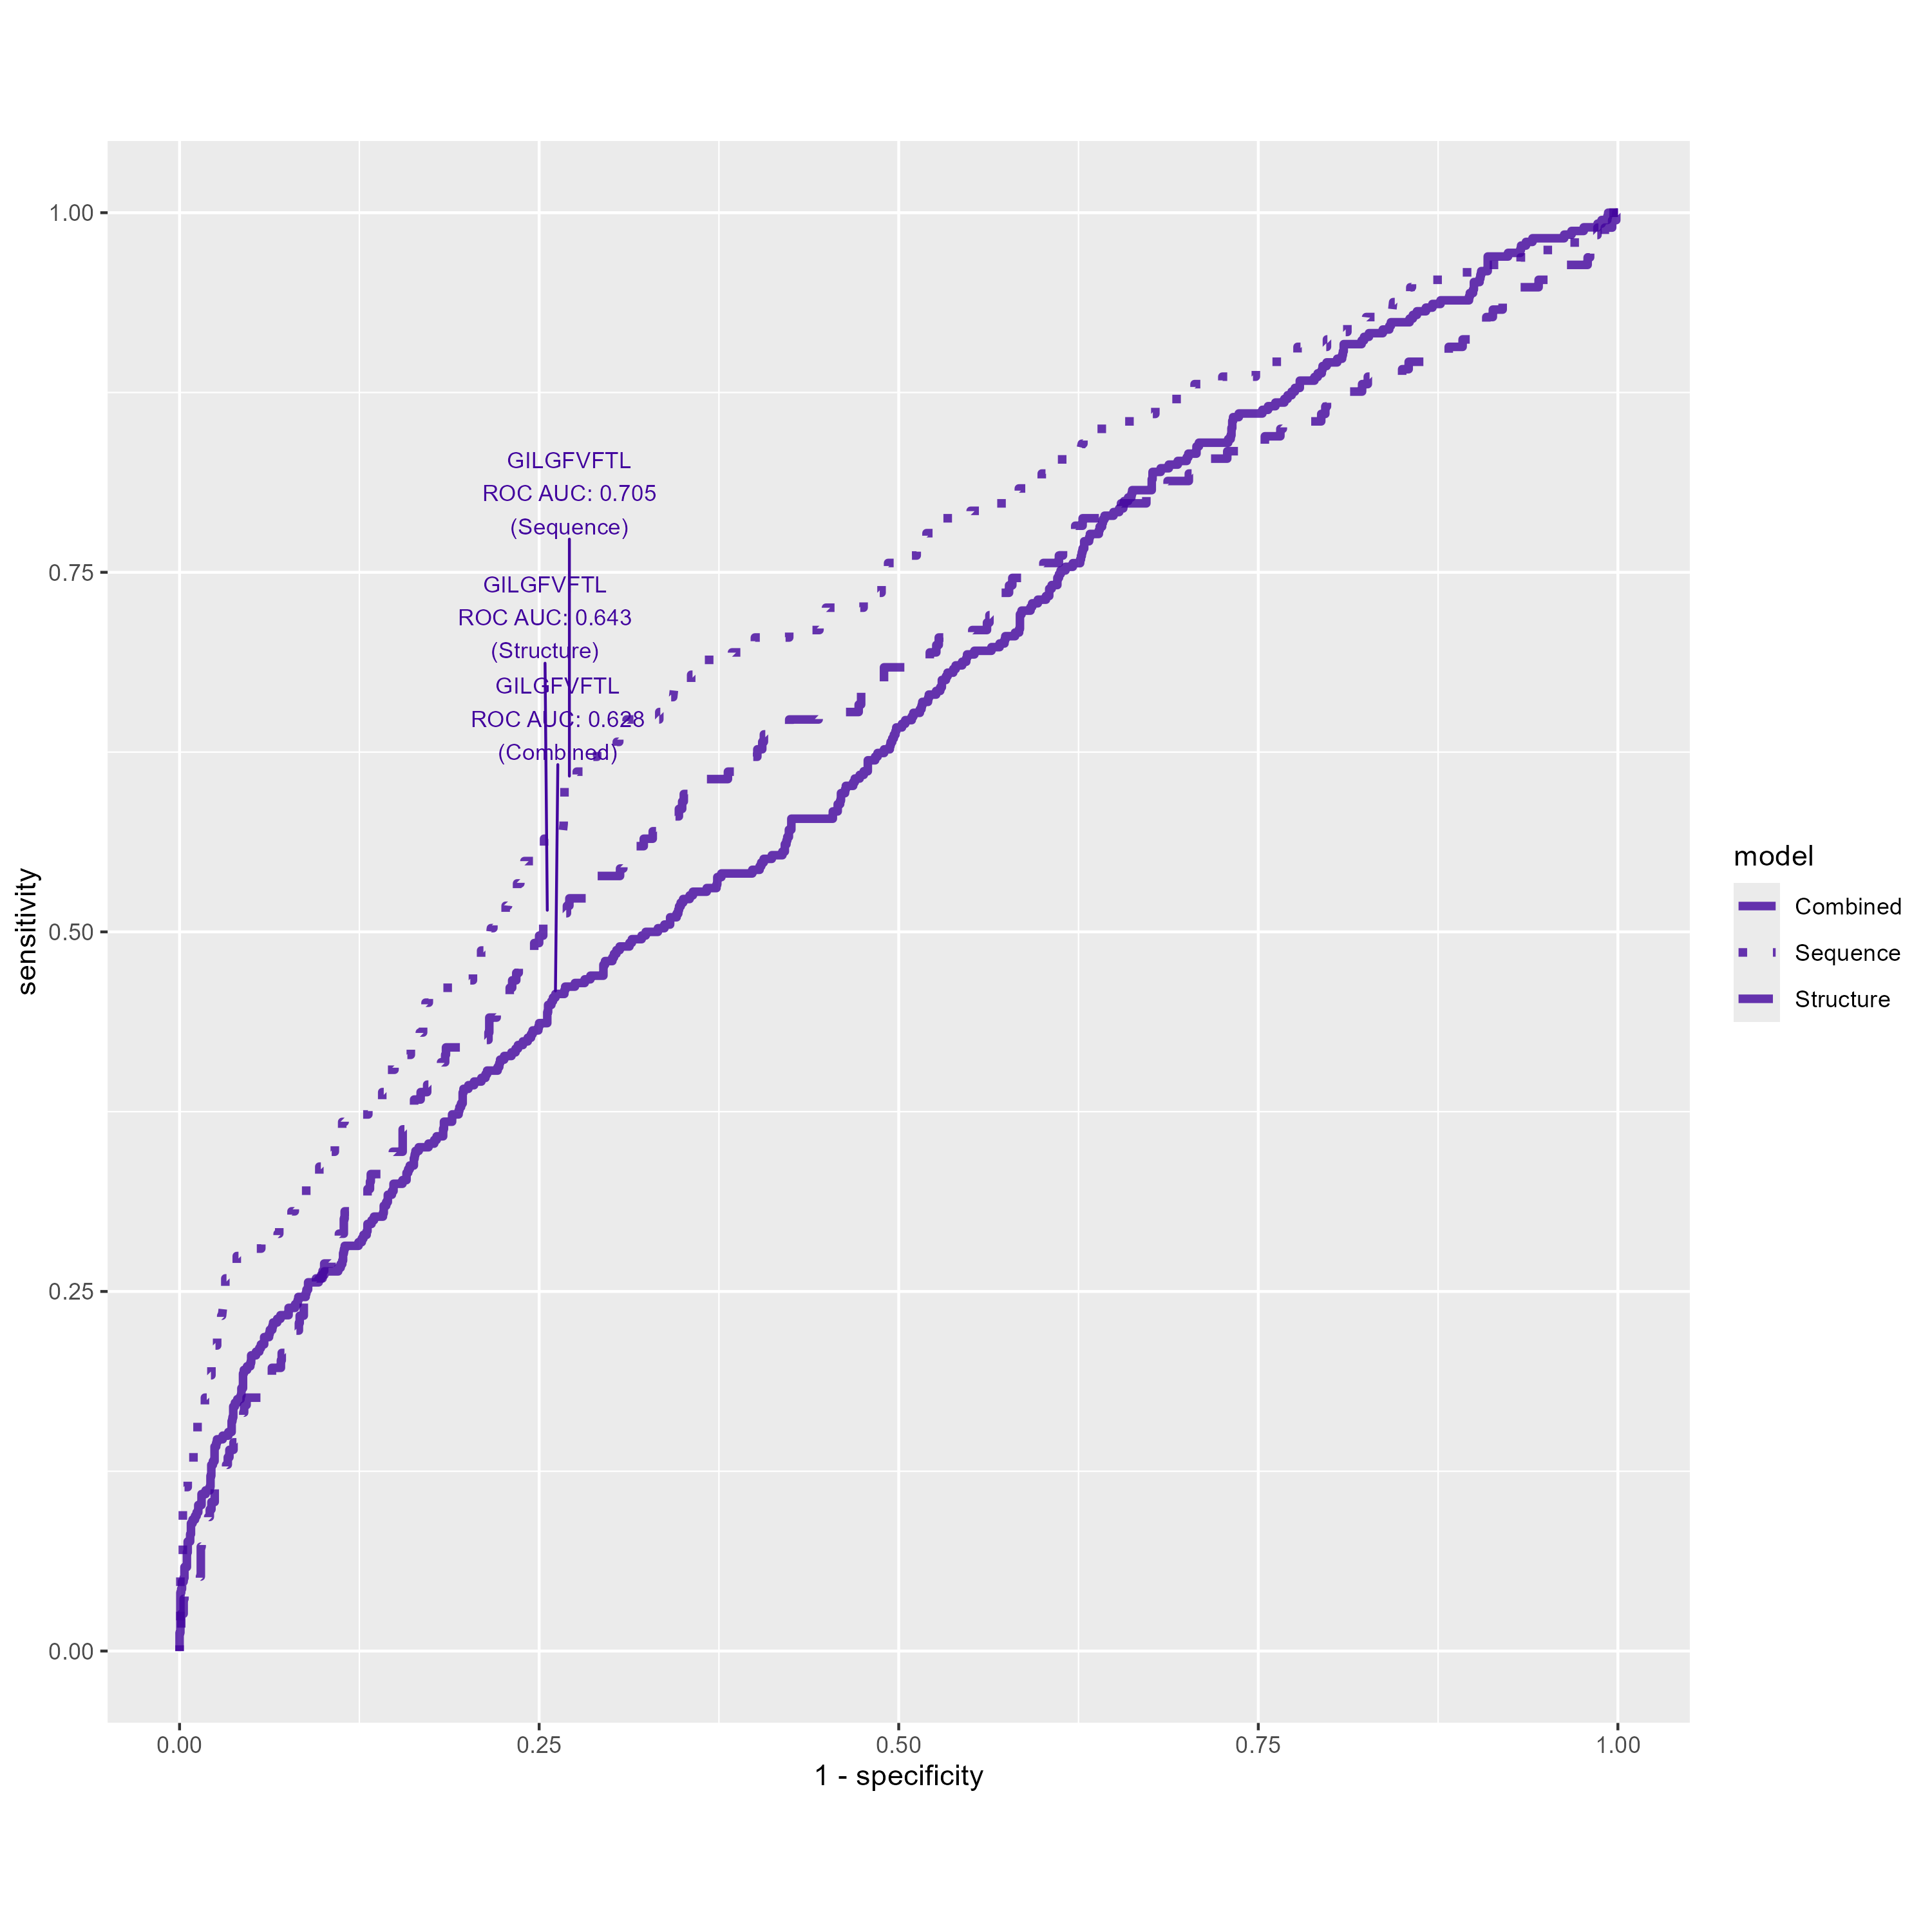 1.00
0.75
0.50
0.25
0.00
sensitivity
GILGFVFTL
ROC AUC: 0.705
(Sequence)
GILGFVFTL
ROC AUC: 0.643
(Structure)
GILGFVFTL
ROC AUC: 0.628
(Combined)
0.00 0.25 0.50 0.75 1.00
1 - specificity
model
Combined
Sequence
Structure